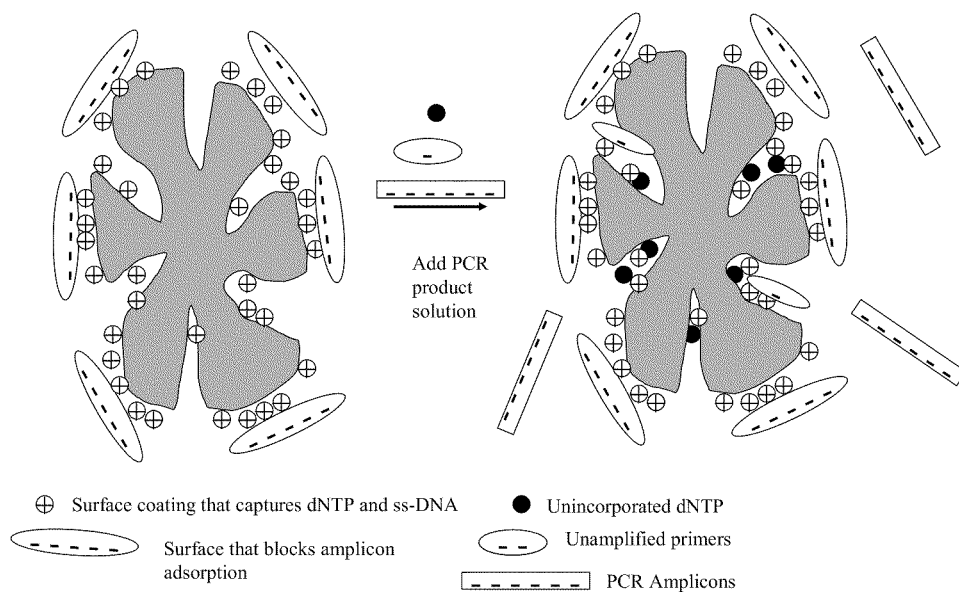 Add PCR
product
solution
Surface coating that captures dNTP and ss-DNA
Unincorporated dNTP
Surface that blocks amplicon
adsorption
Unamplified primers
PCR Amplicons